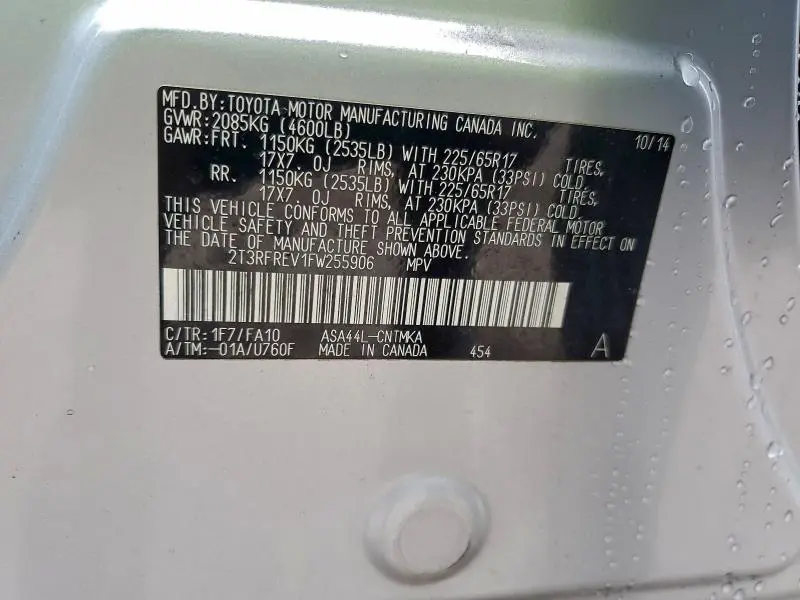 MFD. BY: TOYOTA MOTOR MANUFACTURING CANADA INC. 10/14
GVWR: 2085KG (4600LB)
GAWR: FRT. 1150KG (2535LB) WITH 225/65R17 TIRES,
17X7.0J RIMS, AT 230KPA (33PSI) COLD.
RR. 1150KG (2535LB) WITH 225/65R17 TIRES,
17X7.0J RIMS, AT 230KPA (33PSI) COLD.
THIS VEHICLE CONFORMS TO ALL APPLICABLE FEDERAL MOTOR
VEHICLE SAFETY AND THEFT PREVENTION STANDARDS IN EFFECT ON
THE DATE OF MANUFACTURE SHOWN ABOVE.
2T3RFREV1FW255906 MPV
C/TR: 1F7/FA10 ASA44L-CNTMKA
A/TM: -01A/U760F MADE IN CANADA 454 A